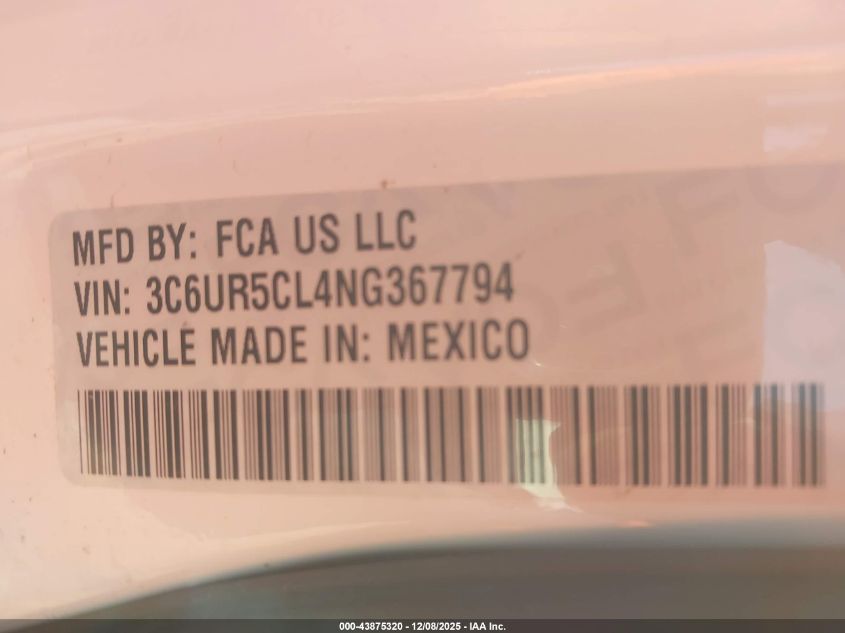 MFD BY: FCA US LLC
VIN: 3C6UR5CL4NG367794
VEHICLE MADE IN: MEXICO
000-43875320 - 12/08/2025 - IAA Inc.